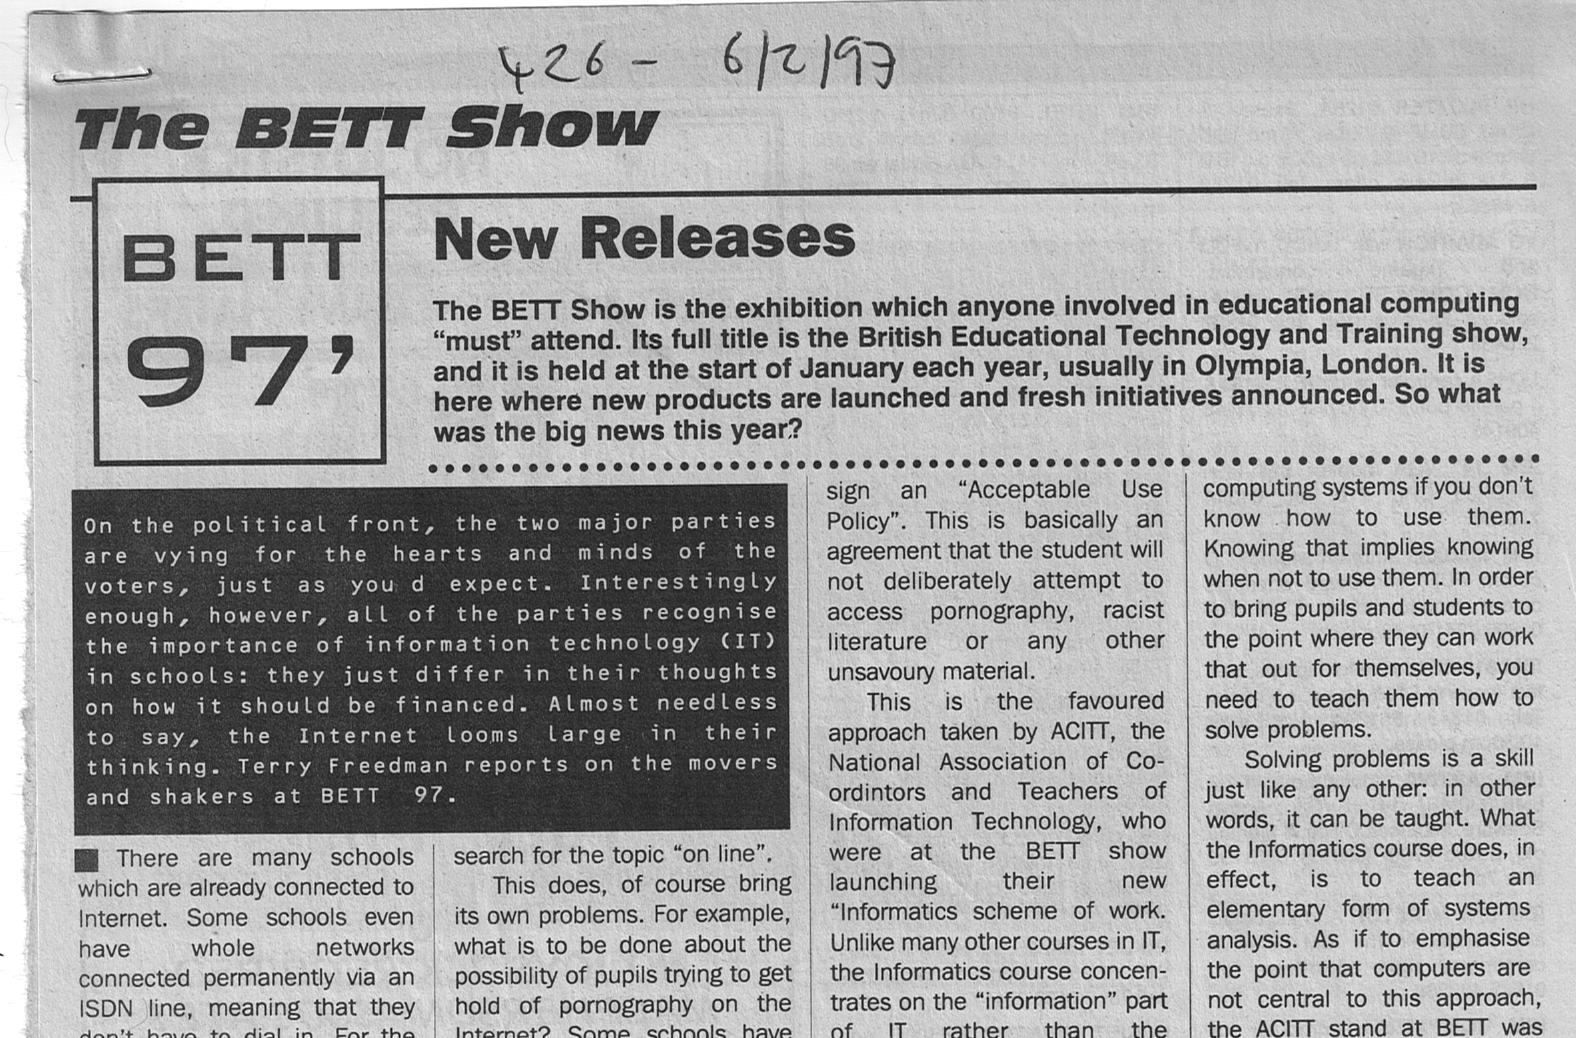 426 - 6/2/97
The BETT Show
BETT
97’
New Releases
The BETT Show is the exhibition which anyone involved in educational computing
“must” attend. Its full title is the British Educational Technology and Training show,
and it is held at the start of January each year, usually in Olympia, London. It is
here where new products are launched and fresh initiatives announced. So what
was the big news this year?
On the political front, the two major parties
are vying for the hearts and minds of the
voters, just as you d expect. Interestingly
enough, however, all of the parties recognise
the importance of information technology (IT)
in schools: they just differ in their thoughts
on how it should be financed. Almost needless
to say, the Internet looms large in their
thinking. Terry Freedman reports on the movers
and shakers at BETT 97.
There are many schools
which are already connected to
Internet. Some schools even
have whole networks
connected permanently via an
ISDN line, meaning that they
don't have to dial in. For the
search for the topic “on line”.
This does, of course bring
its own problems. For example,
what is to be done about the
possibility of pupils trying to get
hold of pornography on the
Internet? Some schools have
sign an “Acceptable Use
Policy”. This is basically an
agreement that the student will
not deliberately attempt to
access pornography, racist
literature or any other
unsavoury material.
This is the favoured
approach taken by ACITT, the
National Association of Co-
ordintors and Teachers of
Information Technology, who
were at the BETT show
launching their new
“Informatics scheme of work.
Unlike many other courses in IT,
the Informatics course concen-
trates on the “information” part
of IT rather than the
computing systems if you don't
know how to use them.
Knowing that implies knowing
when not to use them. In order
to bring pupils and students to
the point where they can work
that out for themselves, you
need to teach them how to
solve problems.
Solving problems is a skill
just like any other: in other
words, it can be taught. What
the Informatics course does, in
effect, is to teach an
elementary form of systems
analysis. As if to emphasise
the point that computers are
not central to this approach,
the ACITT stand at BETT was